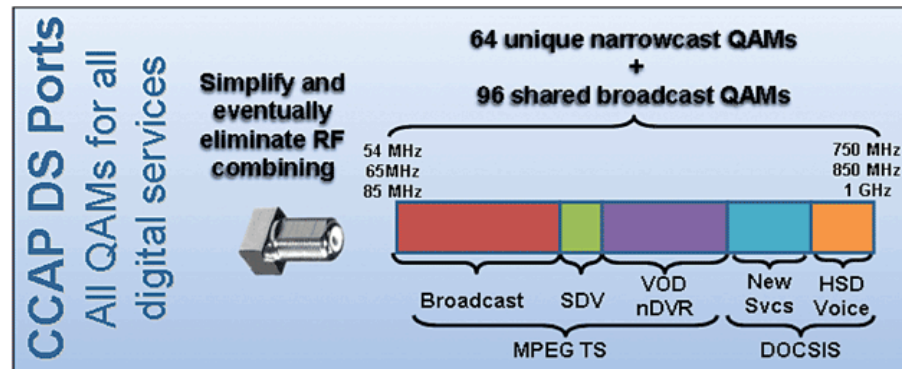 CCAP DS Ports
All QAMs for all
digital services
Simplify and
eventually
eliminate RF
combining
64 unique narrowcast QAMs
+
96 shared broadcast QAMs
54 MHz
65MHz
85 MHz
750 MHz
850 MHz
1 GHz
Broadcast
SDV
VOD
nDVR
New
Svcs
HSD
Voice
MPEG TS
DOCSIS